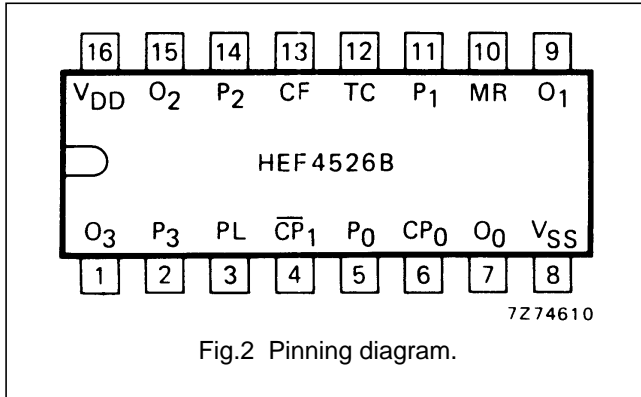 16 15 14 13 12 11 10 9
VDD O2 P2 CF TC P1 MR O1
HEF4526B
O3 P3 PL C̅P̅1 P0 CP0 O0 VSS
1 2 3 4 5 6 7 8
7Z74610
Fig.2 Pinning diagram.